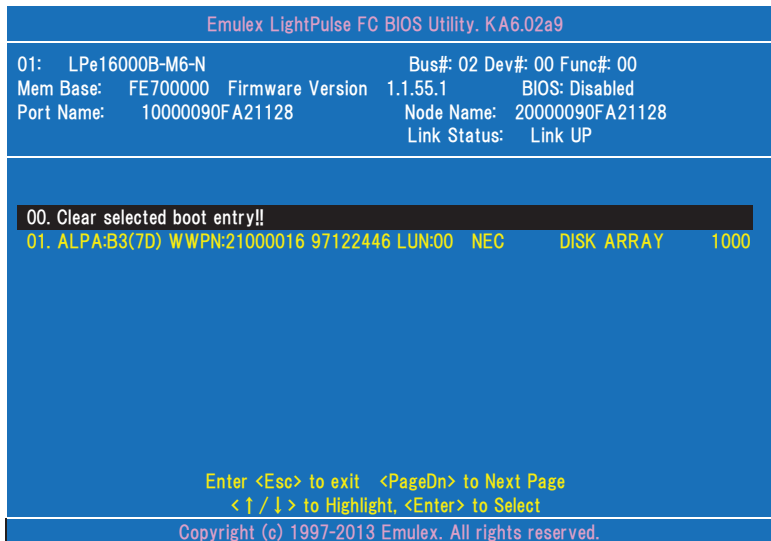 Emulex LightPulse FC BIOS Utility. KA6.02a9
01: LPe16000B-M6-N Bus#: 02 Dev#: 00 Func#: 00
Mem Base: FE700000 Firmware Version 1.1.55.1 BIOS: Disabled
Port Name: 10000090FA21128 Node Name: 20000090FA21128
Link Status: Link UP
00. Clear selected boot entry!!
01. ALPA:B3(7D) WWPN:21000016 97122446 LUN:00 NEC DISK ARRAY 1000
Enter <Esc> to exit <PageDn> to Next Page
<↑/↓> to Highlight, <Enter> to Select
Copyright (c) 1997-2013 Emulex. All rights reserved.